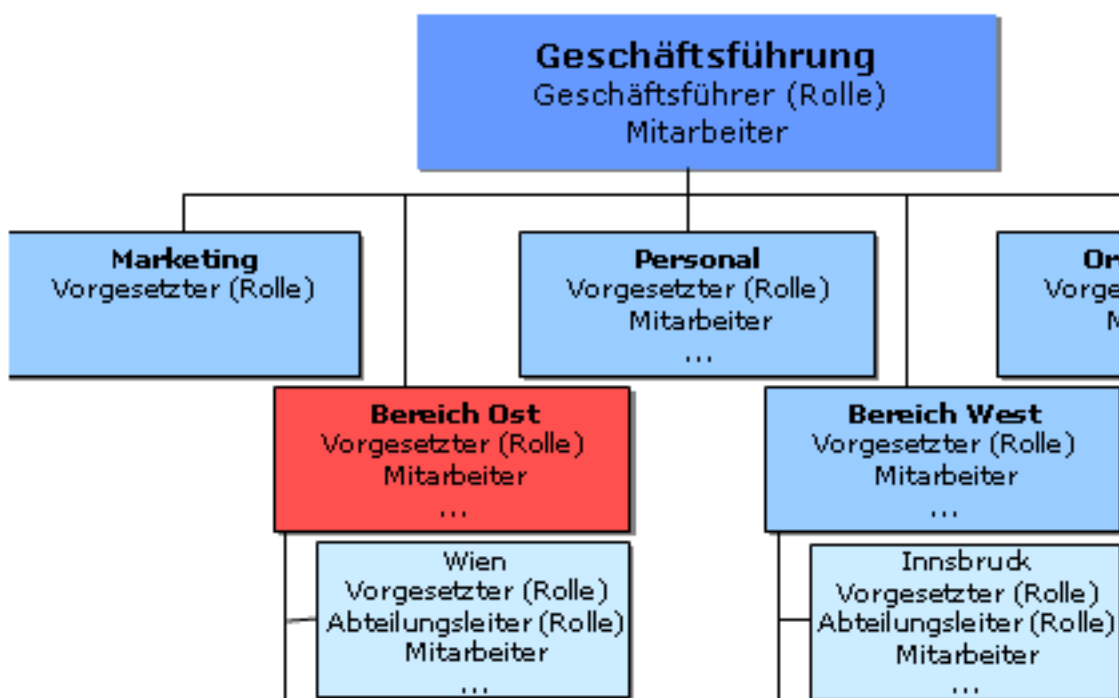 Geschäftsführung
Geschäftsführer (Rolle)
Mitarbeiter
Marketing
Vorgesetzter (Rolle)
Personal
Vorgesetzter (Rolle)
Mitarbeiter
...
Bereich Ost
Vorgesetzter (Rolle)
Mitarbeiter
...
Bereich West
Vorgesetzter (Rolle)
Mitarbeiter
...
Wien
Vorgesetzter (Rolle)
Abteilungsleiter (Rolle)
Mitarbeiter
...
Innsbruck
Vorgesetzter (Rolle)
Abteilungsleiter (Rolle)
Mitarbeiter
...